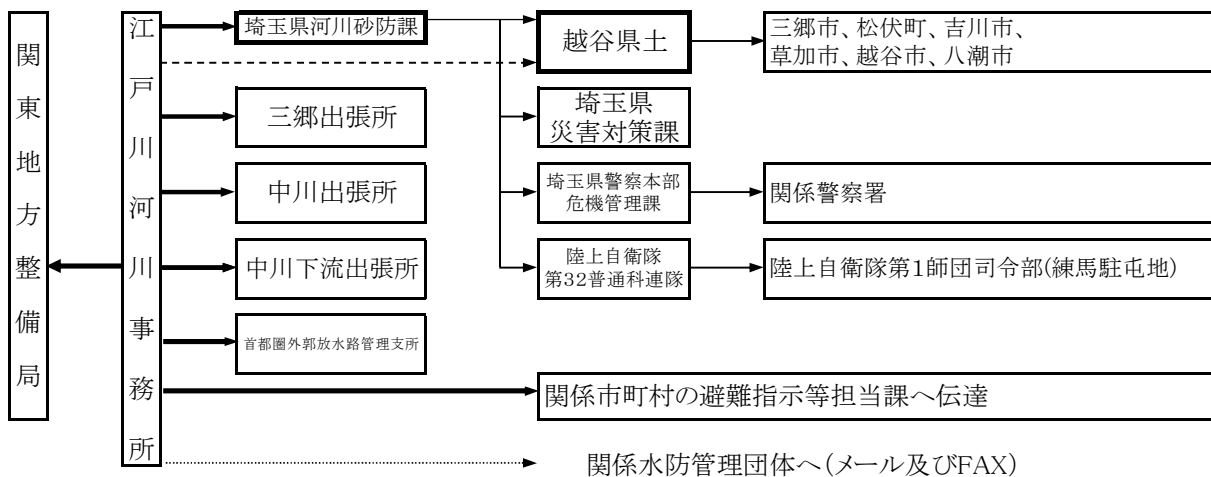 関東地方整備局
江戸川河川事務所
埼玉県河川砂防課
越谷県土
三郷市、松伏町、吉川市、
草加市、越谷市、八潮市
三郷出張所
埼玉県
災害対策課
中川出張所
埼玉県警察本部
危機管理課
関係警察署
中川下流出張所
陸上自衛隊
第32普通科連隊
陸上自衛隊第1師団司令部(練馬駐屯地)
首都圏外郭放水路管理支所
関係市町村の避難指示等担当課へ伝達
関係水防管理団体へ(メール及びFAX)